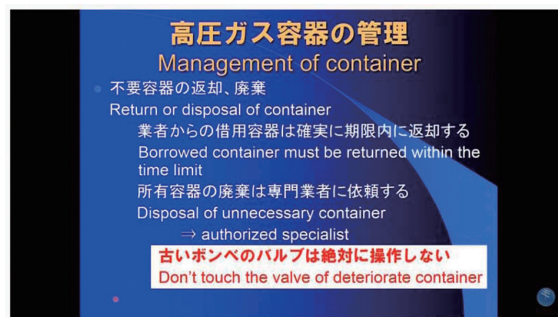 高圧ガス容器の管理
Management of container
不要容器の返却、廃棄
Return or disposal of container
業者からの借用容器は確実に期限内に返却する
Borrowed container must be returned within the
time limit
所有容器の廃棄は専門業者に依頼する
Disposal of unnecessary container
⇒ authorized specialist
古いボンベのバルブは絶対に操作しない
Don't touch the valve of deteriorate container